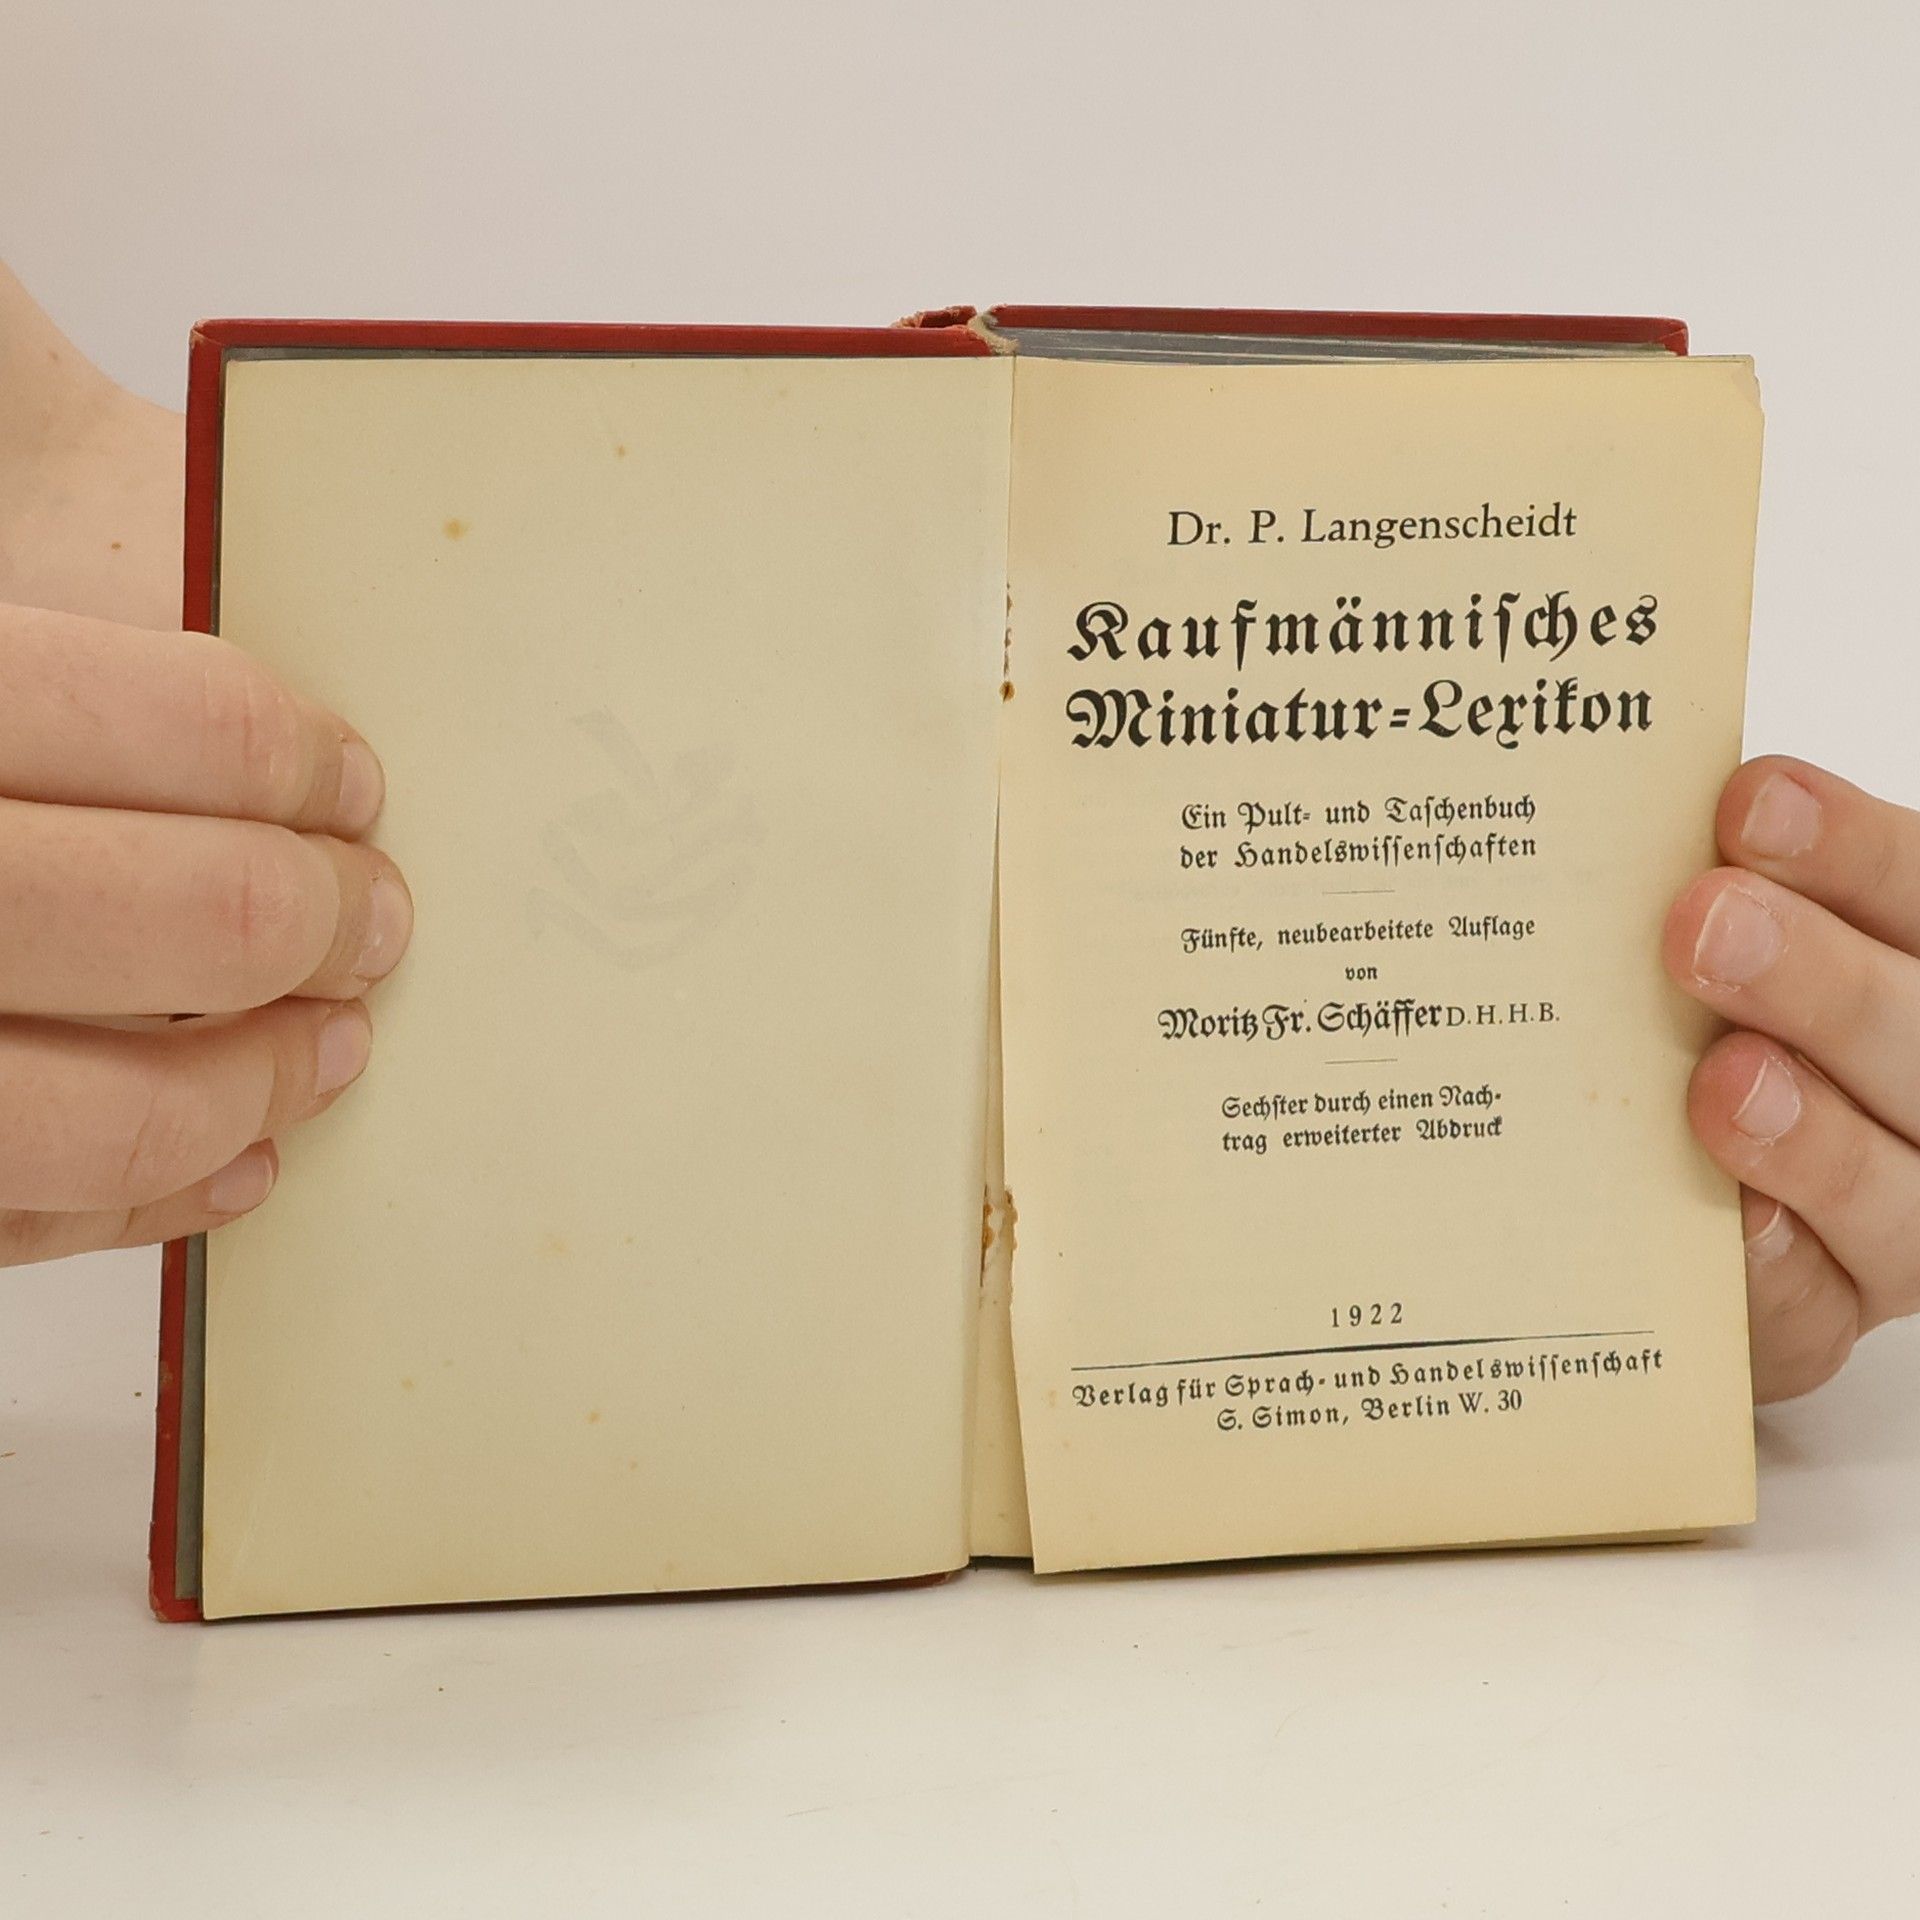 Dr. P. Langenscheidt
Kaufmänniſches
Miniatur-Lexikon
Ein Pult- und Taſchenbuch
der Handelswiſſenſchaften
Fünfte, neubearbeitete Auflage
von
Moritz Fr. Schäffer D. H. H. B.
Sechſter durch einen Nach-
trag erweiterter Abdruck
1922
Verlag für Sprach- und Handelswiſſenſchaft
S. Simon, Berlin W. 30